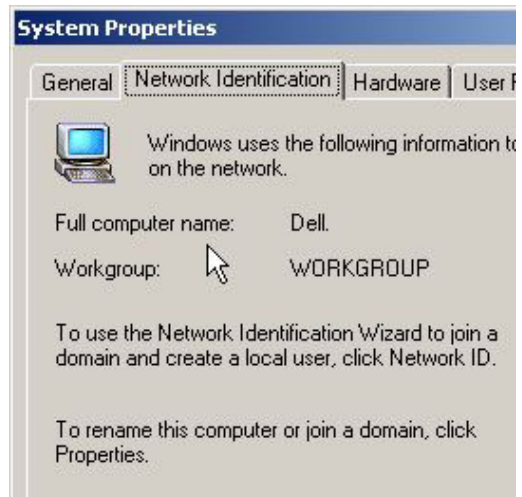 System Properties
General Network Identification Hardware User
Windows uses the following information to
on the network.
Full computer name: Dell.
Workgroup: WORKGROUP
To use the Network Identification Wizard to join a
domain and create a local user, click Network ID.
To rename this computer or join a domain, click
Properties.